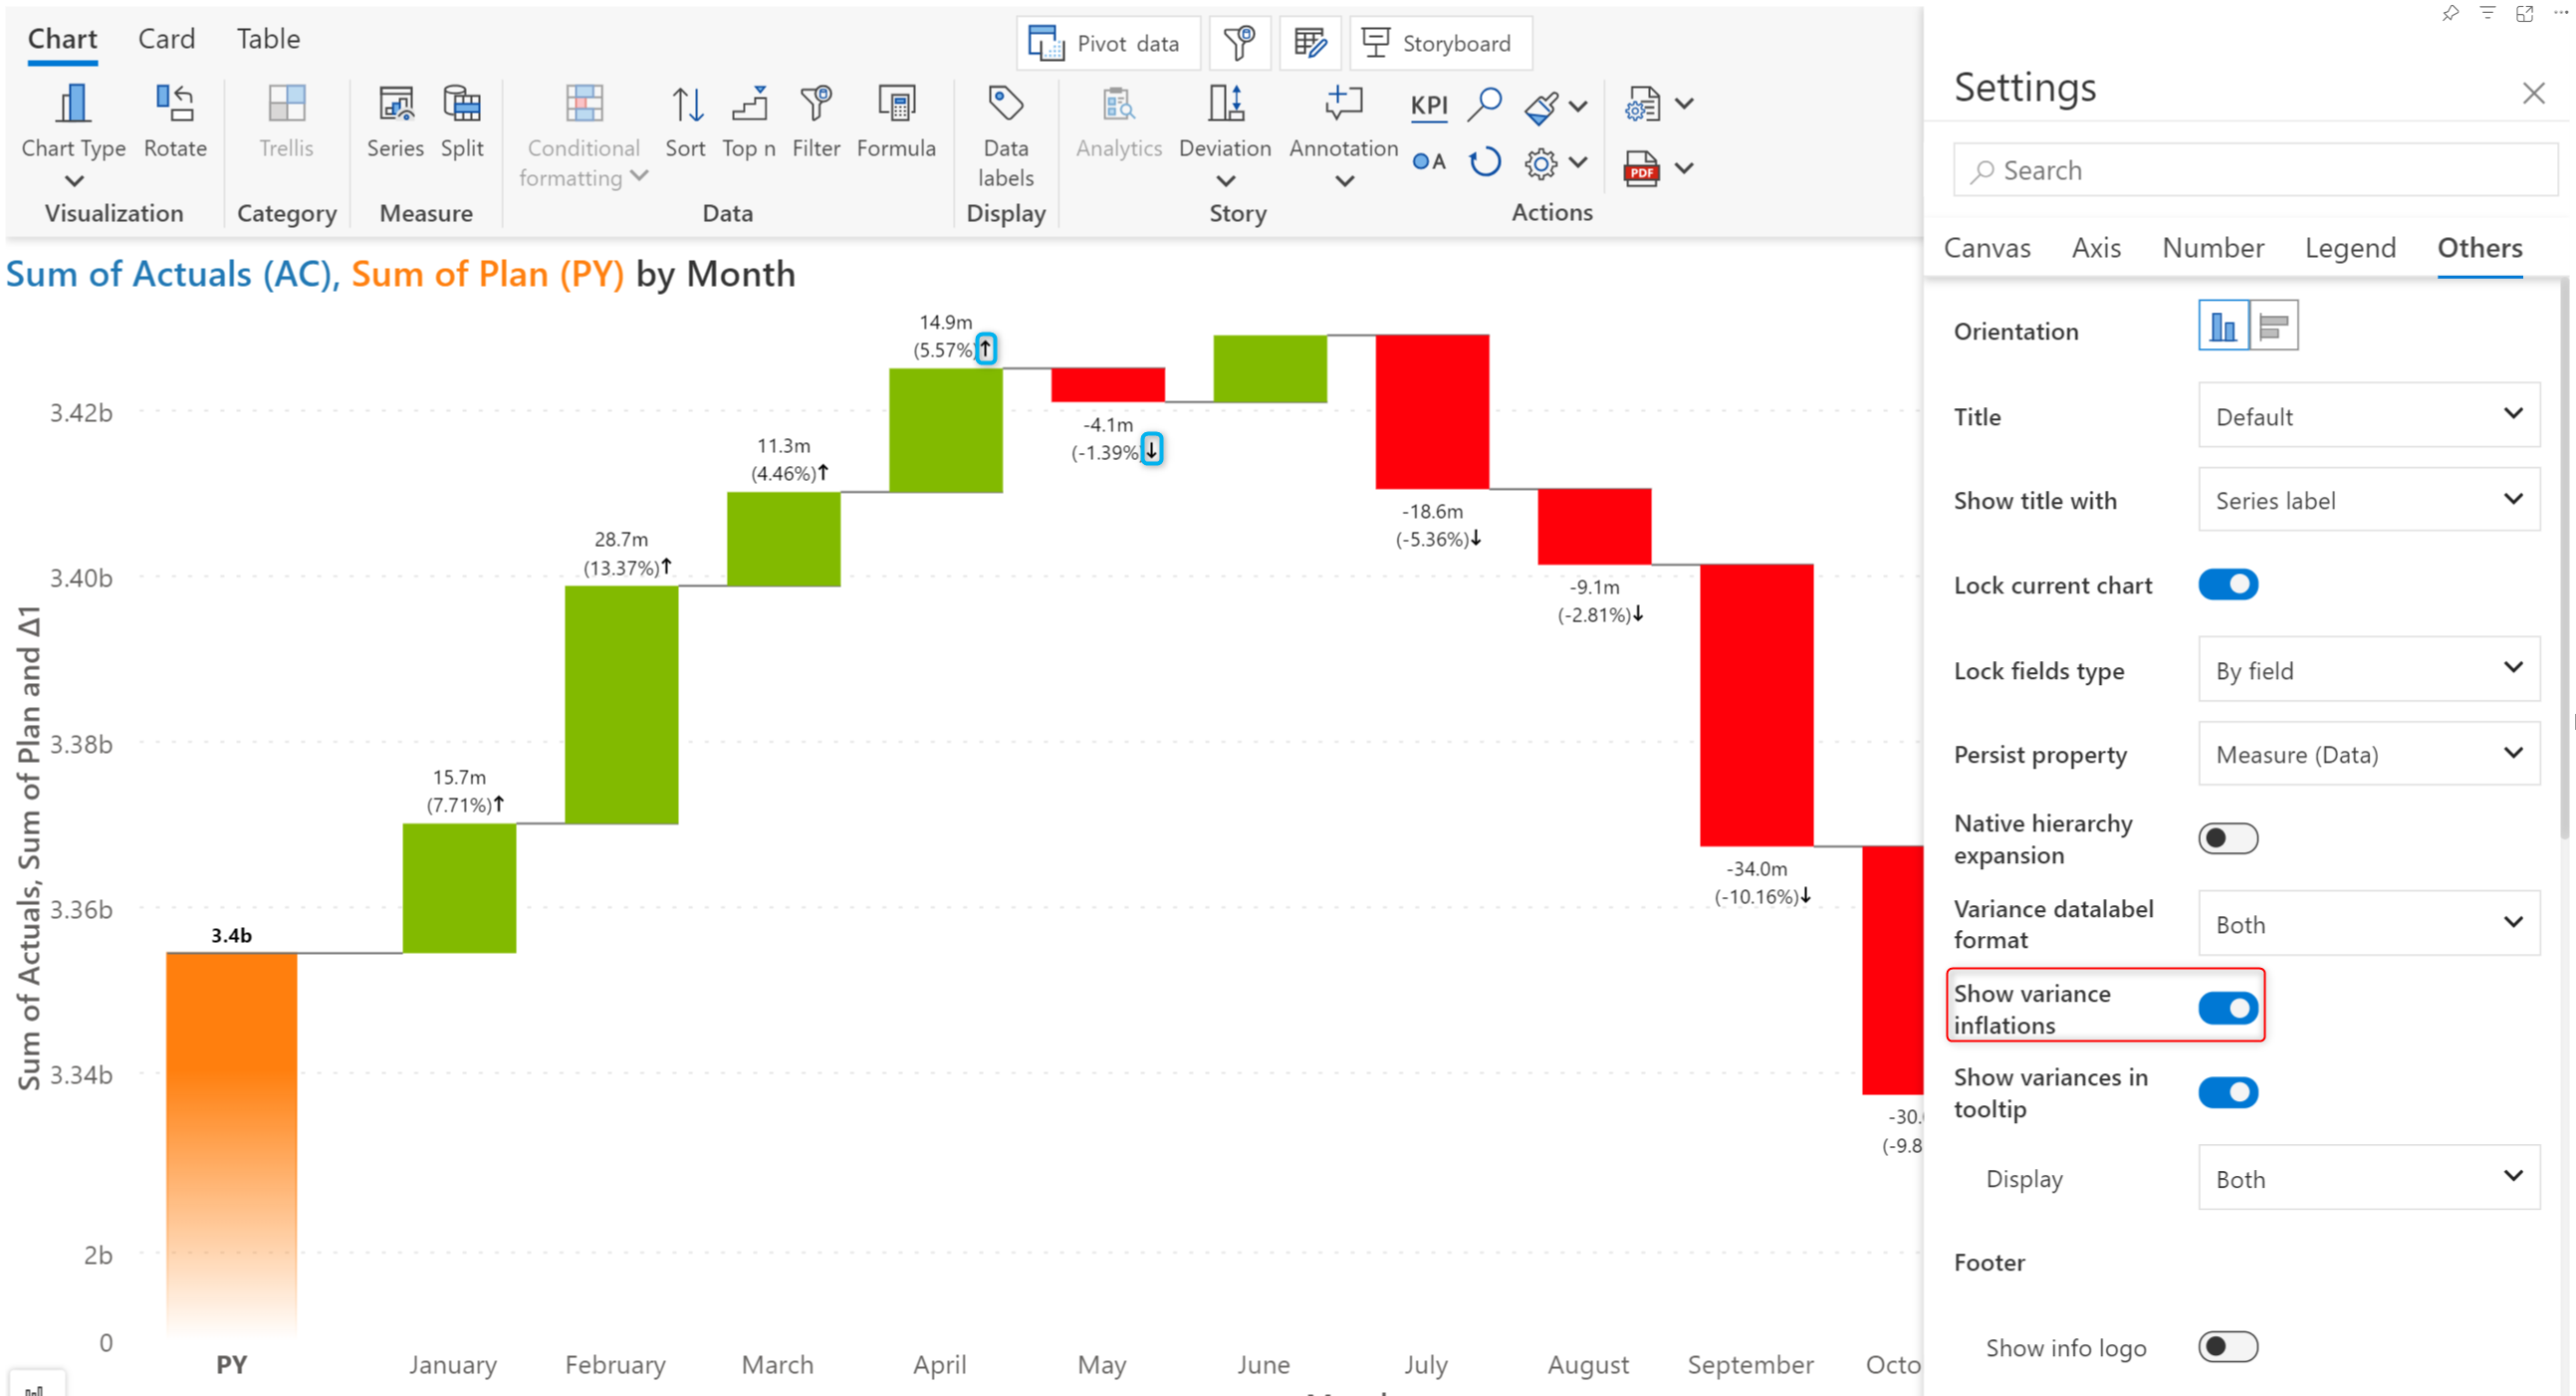 Chart Card Table
Pivot data
Storyboard
Chart Type
Rotate
Trellis
Series
Split
Conditional
formatting
Sort
Top n
Filter
Formula
Data
labels
Analytics
Deviation
Annotation
KPI
A
PDF
Visualization
Category
Measure
Data
Display
Story
Actions
Sum of Actuals (AC), Sum of Plan (PY) by Month
Sum of Actuals, Sum of Plan and Δ1
3.42b
3.40b
3.38b
3.36b
3.34b
2b
0
3.4b
15.7m
(7.71%)↑
28.7m
(13.37%)↑
11.3m
(4.46%)↑
14.9m
(5.57%)↑
-4.1m
(-1.39%)↓
-18.6m
(-5.36%)↓
-9.1m
(-2.81%)↓
-34.0m
(-10.16%)↓
-30.
(-9.8
PY January February March April May June July August September Octo
Settings
Search
Canvas Axis Number Legend Others
Orientation
Title
Default
Show title with
Series label
Lock current chart
Lock fields type
By field
Persist property
Measure (Data)
Native hierarchy
expansion
Variance datalabel
format
Both
Show variance
inflations
Show variances in
tooltip
Display
Both
Footer
Show info logo